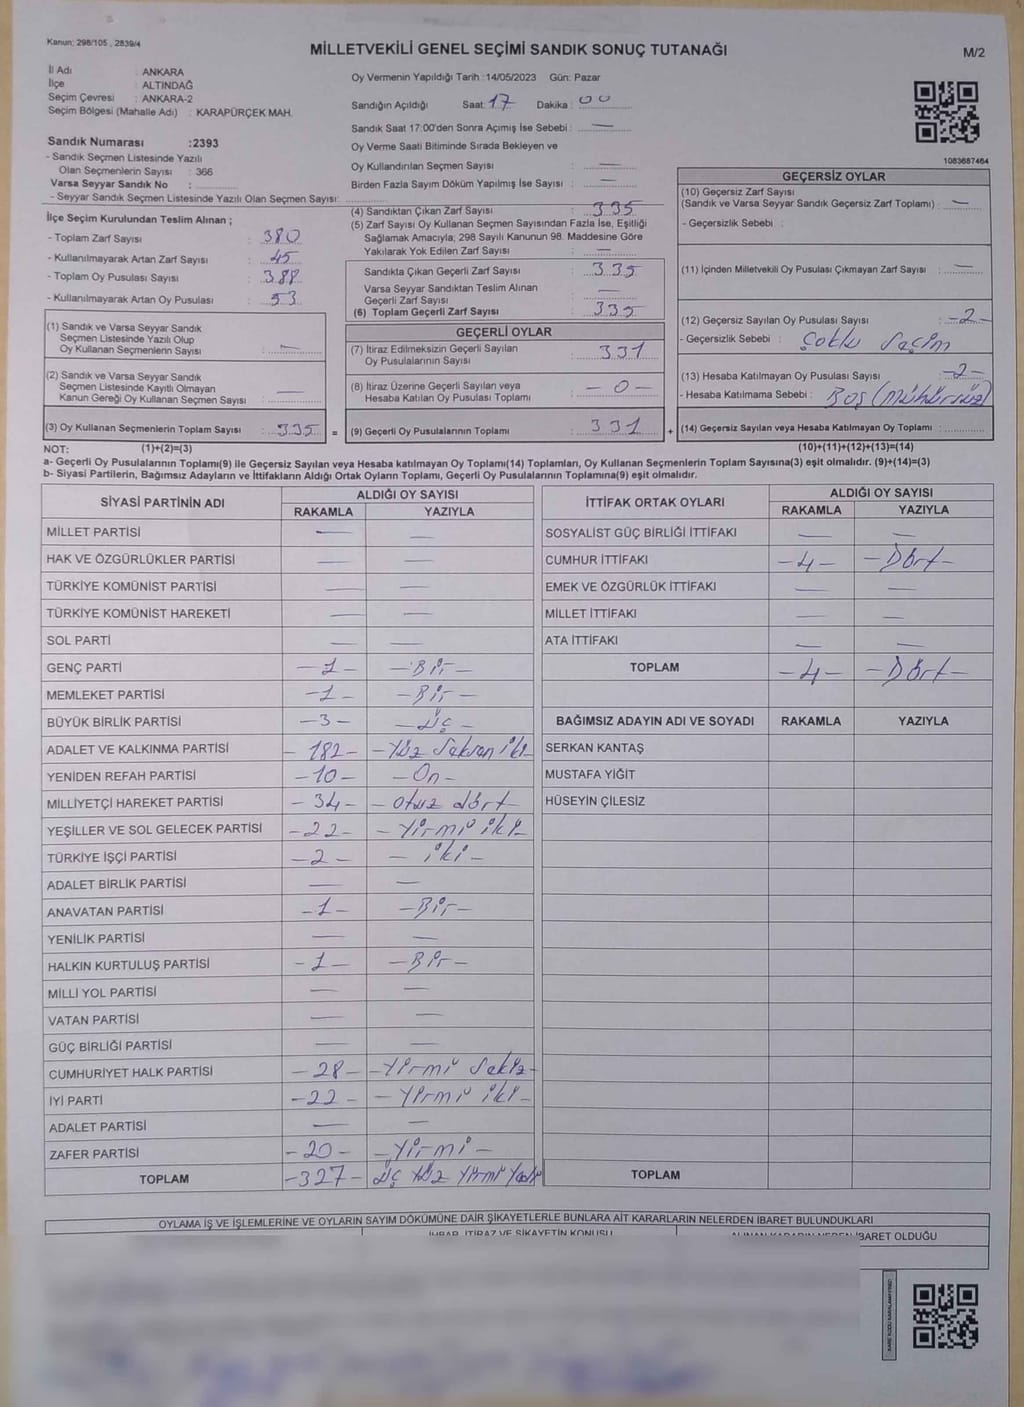 Kanun; 298/105 , 2839/4
MİLLETVEKİLİ GENEL SEÇİMİ SANDIK SONUÇ TUTANAĞI
M/2
İl Adı : ANKARA
İlçe : ALTINDAĞ
Seçim Çevresi : ANKARA-2
Seçim Bölgesi (Mahalle Adı) : KARAPÜRÇEK MAH.
Sandık Numarası :2393
- Sandık Seçmen Listesinde Yazılı
Olan Seçmenlerin Sayısı : 366
Varsa Seyyar Sandık No :
- Seyyar Sandık Seçmen Listesinde Yazılı Olan Seçmen Sayısı:
Oy Vermenin Yapıldığı Tarih :14/05/2023 Gün: Pazar
Sandığın Açıldığı Saat: 17 Dakika : 00
Sandık Saat 17:00'den Sonra Açımış İse Sebebi : —
Oy Verme Saati Bitiminde Sırada Bekleyen ve
Oy Kullandırılan Seçmen Sayısı : —
Birden Fazla Sayım Döküm Yapılmış İse Sayısı : —
1083687464
İlçe Seçim Kurulundan Teslim Alınan ;
- Toplam Zarf Sayısı : 380
- Kullanılmayarak Artan Zarf Sayısı : 45
- Toplam Oy Pusulası Sayısı : 388
- Kullanılmayarak Artan Oy Pusulası : 53
(4) Sandıktan Çıkan Zarf Sayısı : 335
(5) Zarf Sayısı Oy Kullanan Seçmen Sayısından Fazla İse, Eşitliği
Sağlamak Amacıyla; 298 Sayılı Kanunun 98. Maddesine Göre
Yakılarak Yok Edilen Zarf Sayısı : —
Sandıkta Çıkan Geçerli Zarf Sayısı : 335
Varsa Seyyar Sandıktan Teslim Alınan
Geçerli Zarf Sayısı : —
(6) Toplam Geçerli Zarf Sayısı : 335
GEÇERSİZ OYLAR
(10) Geçersiz Zarf Sayısı
(Sandık ve Varsa Seyyar Sandık Geçersiz Zarf Toplamı) : —
- Geçersizlik Sebebi :
(11) İçinden Milletvekili Oy Pusulası Çıkmayan Zarf Sayısı : —
(12) Geçersiz Sayılan Oy Pusulası Sayısı : -2-
- Geçersizlik Sebebi : Çoklu Seçim
(13) Hesaba Katılmayan Oy Pusulası Sayısı : -2-
- Hesaba Katılmama Sebebi : Boş (mühürsüz)
(14) Geçersiz Sayılan veya Hesaba Katılmayan Oy Toplamı :
(1) Sandık ve Varsa Seyyar Sandık
Seçmen Listesinde Yazılı Olup
Oy Kullanan Seçmenlerin Sayısı : —
(2) Sandık ve Varsa Seyyar Sandık
Seçmen Listesinde Kayıtlı Olmayan
Kanun Gereği Oy Kullanan Seçmen Sayısı : —
(3) Oy Kullanan Seçmenlerin Toplam Sayısı : 335 =
GEÇERLİ OYLAR
(7) İtiraz Edilmeksizin Geçerli Sayılan
Oy Pusulasının Sayısı : 331
(8) İtiraz Üzerine Geçerli Sayılan veya
Hesaba Katılan Oy Pusulası Toplamı : - 0 -
(9) Geçerli Oy Pusulalarının Toplamı : 331 +
NOT: (1)+(2)=(3) (10)+(11)+(12)+(13)=(14)
a- Geçerli Oy Pusulalarının Toplamı(9) ile Geçersiz Sayılan veya Hesaba katılmayan Oy Toplamı(14) Toplamları, Oy Kullanan Seçmenlerin Toplam Sayısına(3) eşit olmalıdır. (9)+(14)=(3)
b- Siyasi Partilerin, Bağımsız Adayların ve İttifakların Aldığı Ortak Oyların Toplamı, Geçerli Oy Pusulalarının Toplamına(9) eşit olmalıdır.
SİYASİ PARTİNİN ADI ALDIĞI OY SAYISI
RAKAMLA YAZIYLA
MİLLET PARTİSİ — —
HAK VE ÖZGÜRLÜKLER PARTİSİ — —
TÜRKİYE KOMÜNİST PARTİSİ — —
TÜRKİYE KOMÜNİST HAREKETİ — —
SOL PARTİ — —
GENÇ PARTİ -1- -Bir-
MEMLEKET PARTİSİ -1- -Bir-
BÜYÜK BİRLİK PARTİSİ -3- -üç-
ADALET VE KALKINMA PARTİSİ -182- -Yüz Seksen iki-
YENİDEN REFAH PARTİSİ -10- -On-
MİLLİYETÇİ HAREKET PARTİSİ -34- -otuz dört-
YEŞİLLER VE SOL GELECEK PARTİSİ -22- -Yirmi iki-
TÜRKİYE İŞÇİ PARTİSİ -2- -iki-
ADALET BİRLİK PARTİSİ — —
ANAVATAN PARTİSİ -1- -Bir-
YENİLİK PARTİSİ — —
HALKIN KURTULUŞ PARTİSİ -1- -Bir-
MİLLİ YOL PARTİSİ — —
VATAN PARTİSİ — —
GÜÇ BİRLİĞİ PARTİSİ — —
CUMHURİYET HALK PARTİSİ -28- -Yirmi Sekiz-
İYİ PARTİ -22- -Yirmi iki-
ADALET PARTİSİ — —
ZAFER PARTİSİ -20- -Yirmi-
TOPLAM -327- üç Yüz Yirmi Yedi
İTTİFAK ORTAK OYLARI ALDIĞI OY SAYISI
RAKAMLA YAZIYLA
SOSYALİST GÜÇ BİRLİĞİ İTTİFAKI — —
CUMHUR İTTİFAKI -4- -Dört-
EMEK VE ÖZGÜRLÜK İTTİFAKI — —
MİLLET İTTİFAKI — —
ATA İTTİFAKI — —
TOPLAM -4- -Dört-
BAĞIMSIZ ADAYIN ADI VE SOYADI RAKAMLA YAZIYLA
SERKAN KANTAŞ
MUSTAFA YİĞİT
HÜSEYİN ÇİLESİZ
TOPLAM
OYLAMA İŞ VE İŞLEMLERİNE VE OYLARIN SAYIM DÖKÜMÜNE DAİR ŞİKAYETLERLE BUNLARA AİT KARARLARIN NELERDEN İBARET BULUNDUKLARI
İHBAR, İTİRAZ VE ŞİKAYETİN KONUSU ALINAN KARARIN NEDEN İBARET OLDUĞU